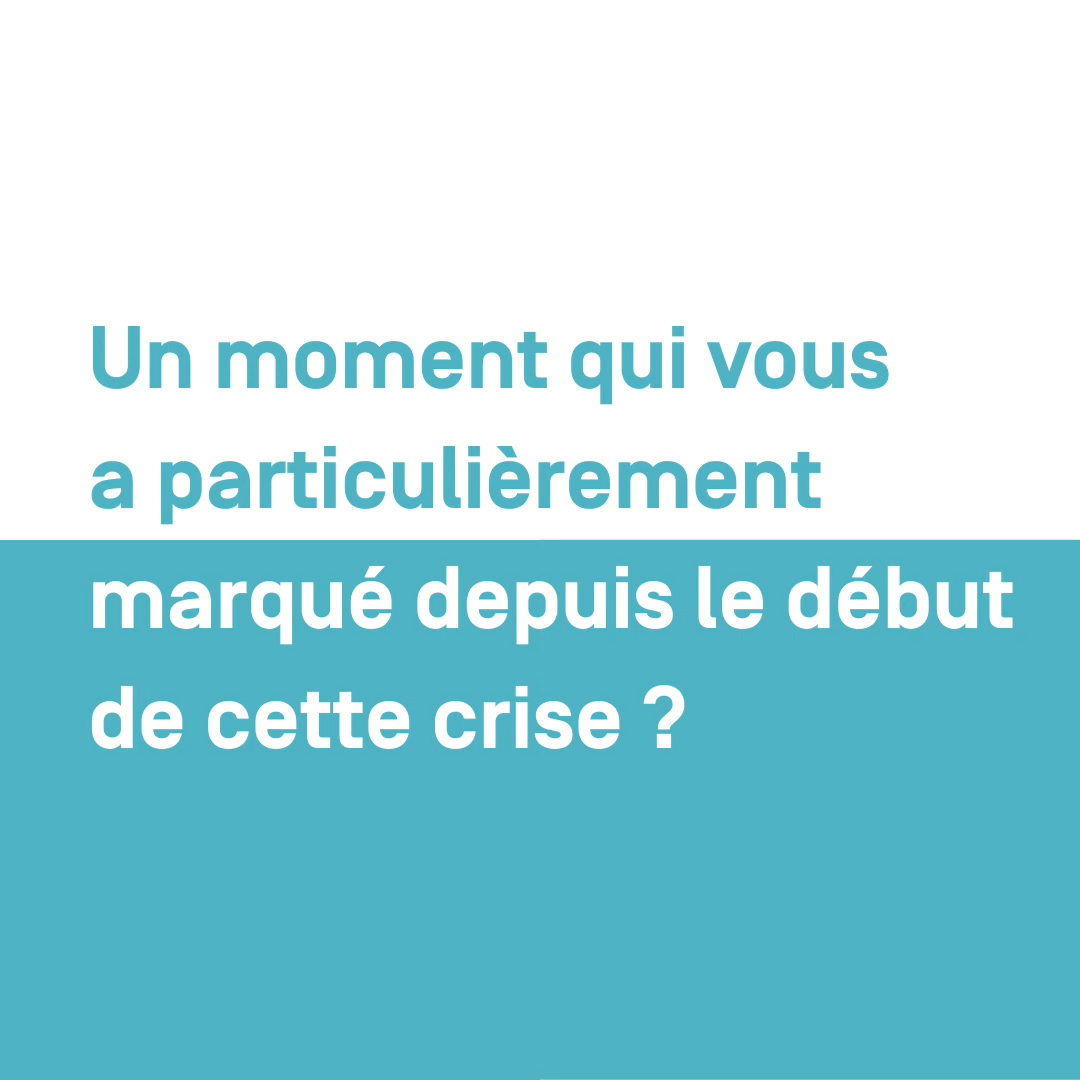 Un moment qui vous
a particulièrement
marqué depuis le début
de cette crise ?